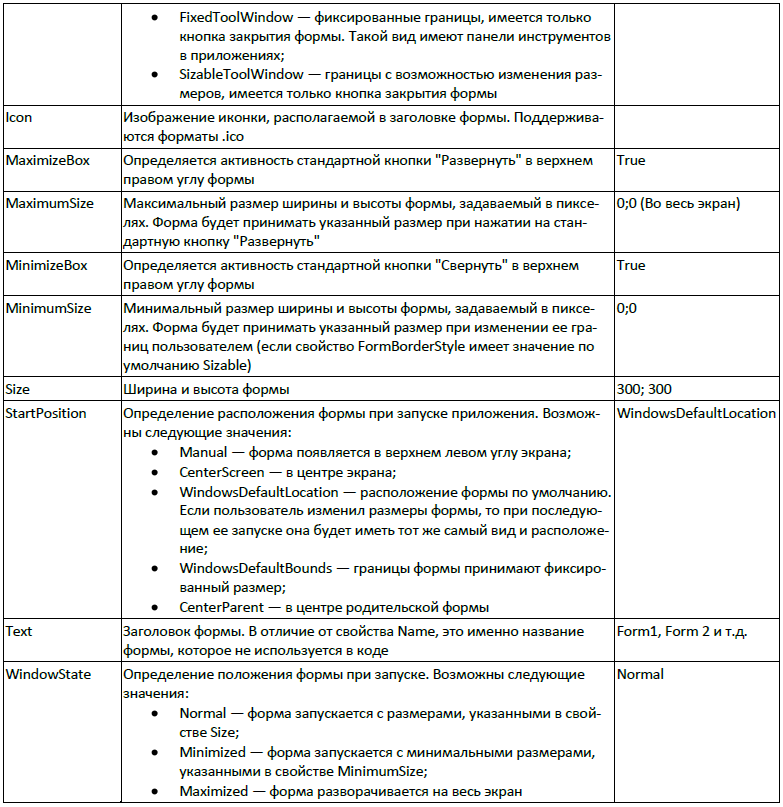 • FixedToolWindow — фиксированные границы, имеется только
кнопка закрытия формы. Такой вид имеют панели инструментов
в приложениях;
• SizableToolWindow — границы с возможностью изменения раз-
меров, имеется только кнопка закрытия формы
Icon
Изображение иконки, располагаемой в заголовке формы. Поддержива-
ются форматы .ico
MaximizeBox
Определяется активность стандартной кнопки "Развернуть" в верхнем
правом углу формы
True
MaximumSize
Максимальный размер ширины и высоты формы, задаваемый в пиксе-
лях. Форма будет принимать указанный размер при нажатии на стан-
дартную кнопку "Развернуть"
0;0 (Во весь экран)
MinimizeBox
Определяется активность стандартной кнопки "Свернуть" в верхнем
правом углу формы
True
MinimumSize
Минимальный размер ширины и высоты формы, задаваемый в пиксе-
лях. Форма будет принимать указанный размер при изменении ее гра-
ниц пользователем (если свойство FormBorderStyle имеет значение по
умолчанию Sizable)
0;0
Size
Ширина и высота формы
300; 300
StartPosition
Определение расположения формы при запуске приложения. Возмож-
ны следующие значения:
• Manual — форма появляется в верхнем левом углу экрана;
• CenterScreen — в центре экрана;
• WindowsDefaultLocation — расположение формы по умолчанию.
Если пользователь изменил размеры формы, то при последую-
щем ее запуске она будет иметь тот же самый вид и расположе-
ние;
• WindowsDefaultBounds — границы формы принимают фиксиро-
ванный размер;
• CenterParent — в центре родительской формы
WindowsDefaultLocation
Text
Заголовок формы. В отличие от свойства Name, это именно название
формы, которое не используется в коде
Form1, Form 2 и т.д.
WindowState
Определение положения формы при запуске. Возможны следующие
значения:
• Normal — форма запускается с размерами, указанными в свой-
стве Size;
• Minimized — форма запускается с минимальными размерами,
указанными в свойстве MinimumSize;
• Maximized — форма разворачивается на весь экран
Normal